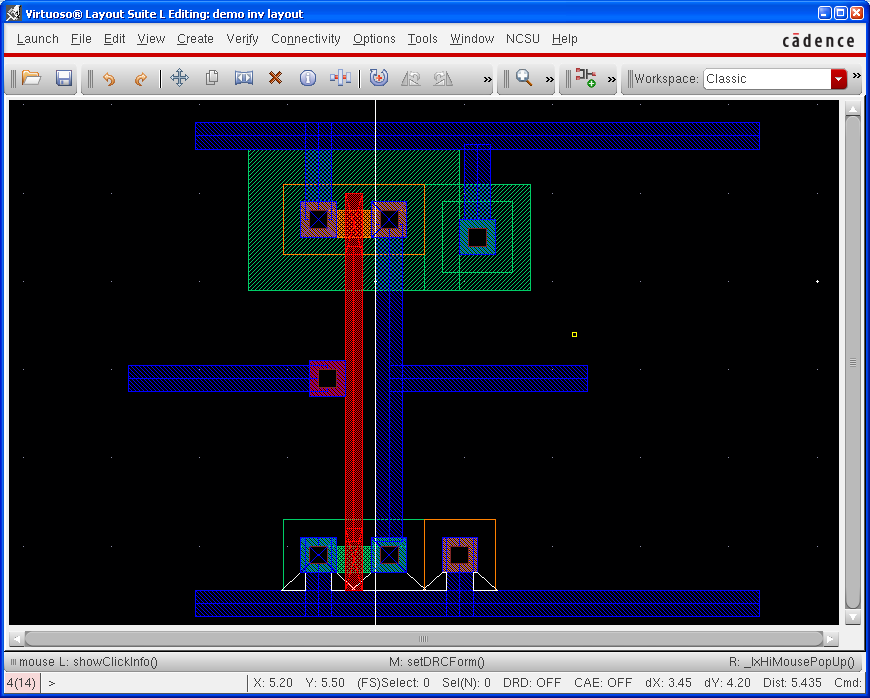 Virtuoso® Layout Suite L Editing: demo inv layout
Launch File Edit View Create Verify Connectivity Options Tools Window NCSU Help
cādence
» » » Workspace: Classic »
mouse L: showClickInfo() M: setDRCForm() R: _lxHiMousePopUp()
4(14) > X: 5.20 Y: 5.50 (FS)Select: 0 Sel(N): 0 DRD: OFF CAE: OFF dX: 3.45 dY: 4.20 Dist: 5.435 Cmd: